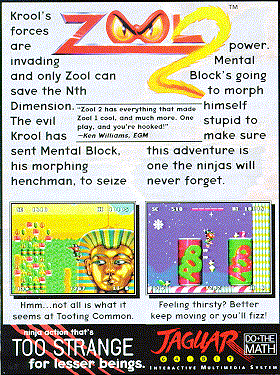 Krool's
forces
are
invading
and only Zool can
save the Nth
Dimension.
The evil
Krool has
sent Mental Block,
his morphing
henchman, to seize
ZOOL 2
TM
"Zool 2 has everything that made
Zool 1 cool, and much more. One
play, and you're hooked!"
—Ken Williams, EGM
power.
Mental
Block's going
to morph
himself
stupid to
make sure
this adventure is
one the ninjas will
never forget.
Hmm...not all is what it
seems at Tooting Common.
Feeling thirsty? Better
keep moving or you'll fizz!
ninja action that's
TOO STRANGE
for lesser beings.
JAGUAR
64-BIT
INTERACTIVE MULTIMEDIA SYSTEM
DO·THE
MATH